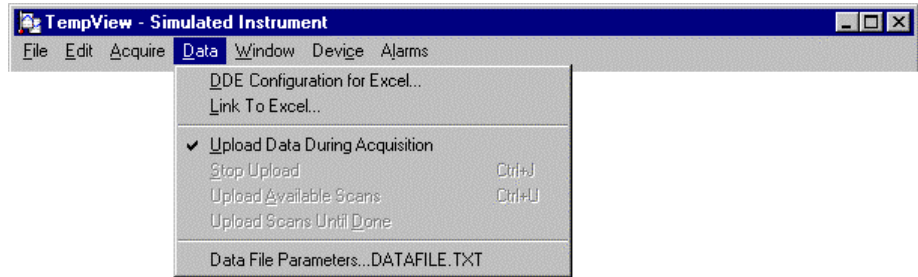 TempView - Simulated Instrument
File Edit Acquire Data Window Device Alarms
DDE Configuration for Excel...
Link To Excel...
Upload Data During Acquisition
Stop Upload Ctrl+J
Upload Available Scans Ctrl+U
Upload Scans Until Done
Data File Parameters...DATAFILE.TXT